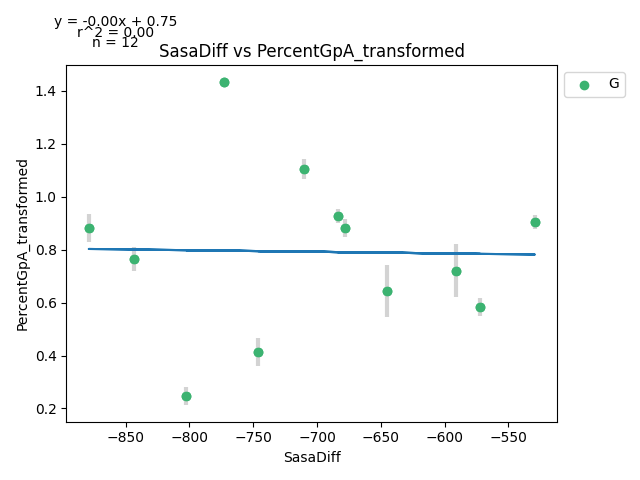 y = -0.00x + 0.75
r^2 = 0.00
n = 12
SasaDiff vs PercentGpA_transformed
G
PercentGpA_transformed
1.4
1.2
1.0
0.8
0.6
0.4
0.2
−850 −800 −750 −700 −650 −600 −550
SasaDiff